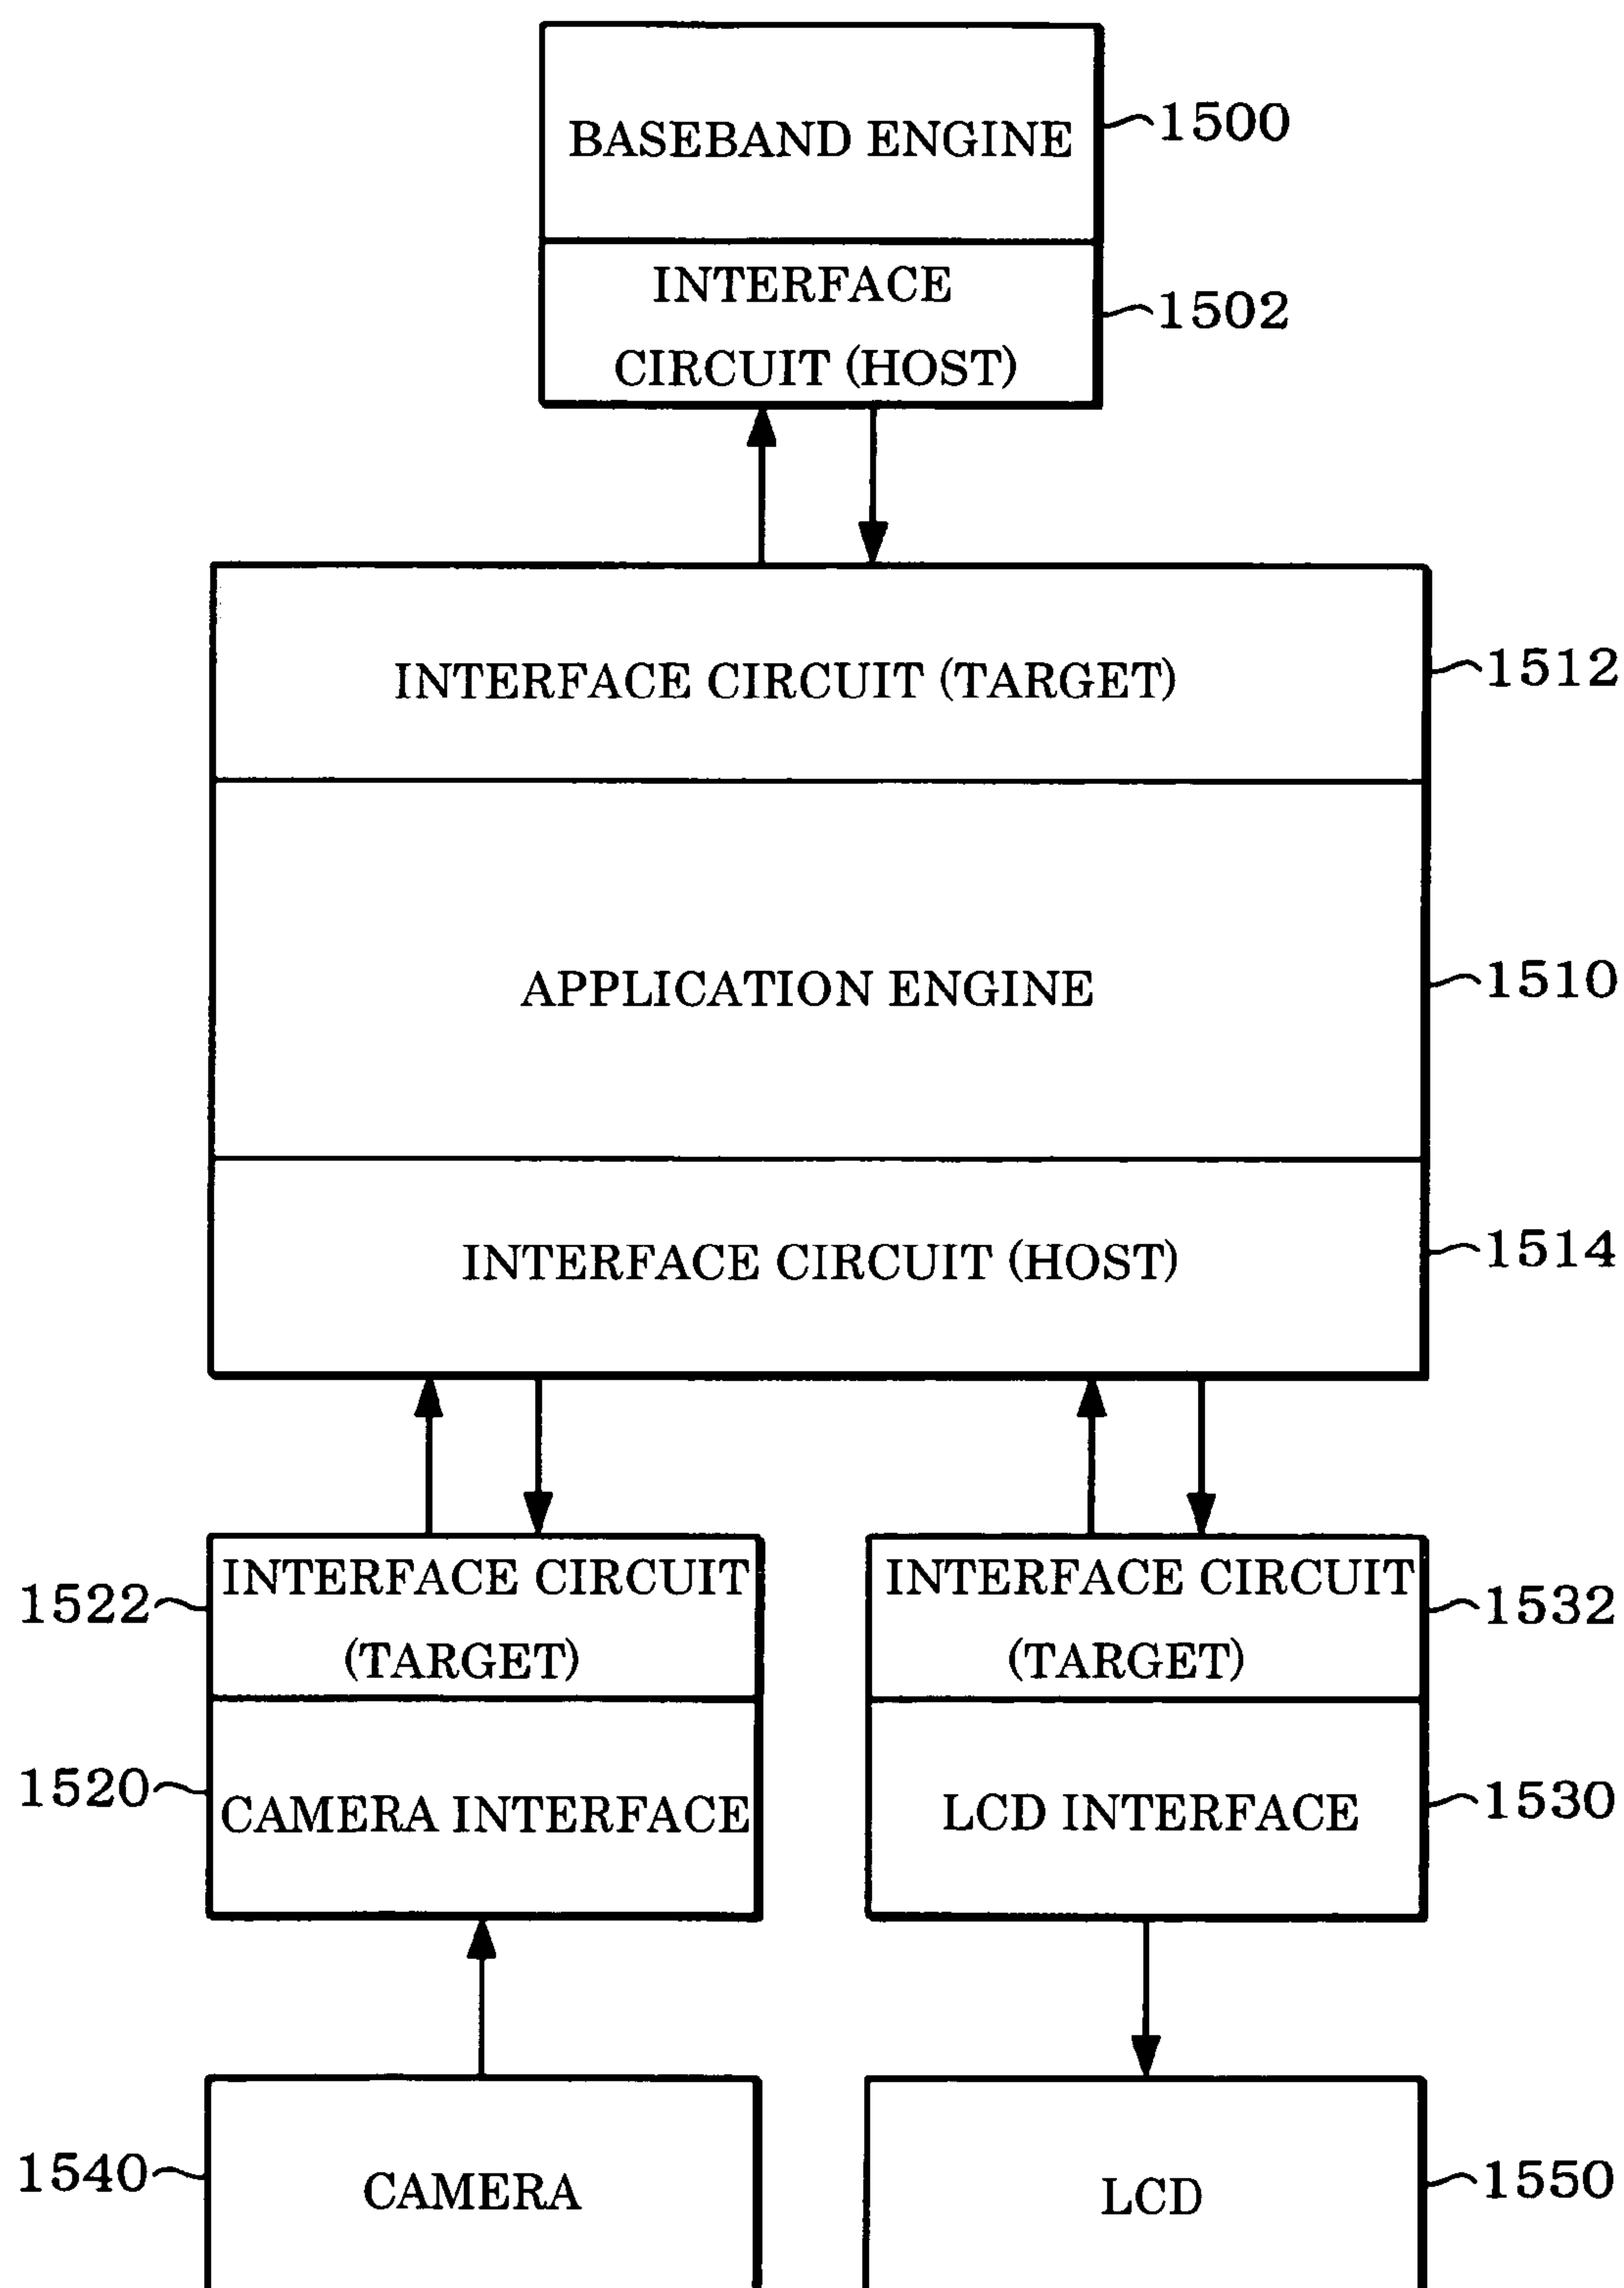 BASEBAND ENGINE
1500
INTERFACE
CIRCUIT (HOST)
1502
INTERFACE CIRCUIT (TARGET)
1512
APPLICATION ENGINE
1510
INTERFACE CIRCUIT (HOST)
1514
1522
INTERFACE CIRCUIT
(TARGET)
INTERFACE CIRCUIT
(TARGET)
1532
1520
CAMERA INTERFACE
LCD INTERFACE
1530
1540
CAMERA
LCD
1550